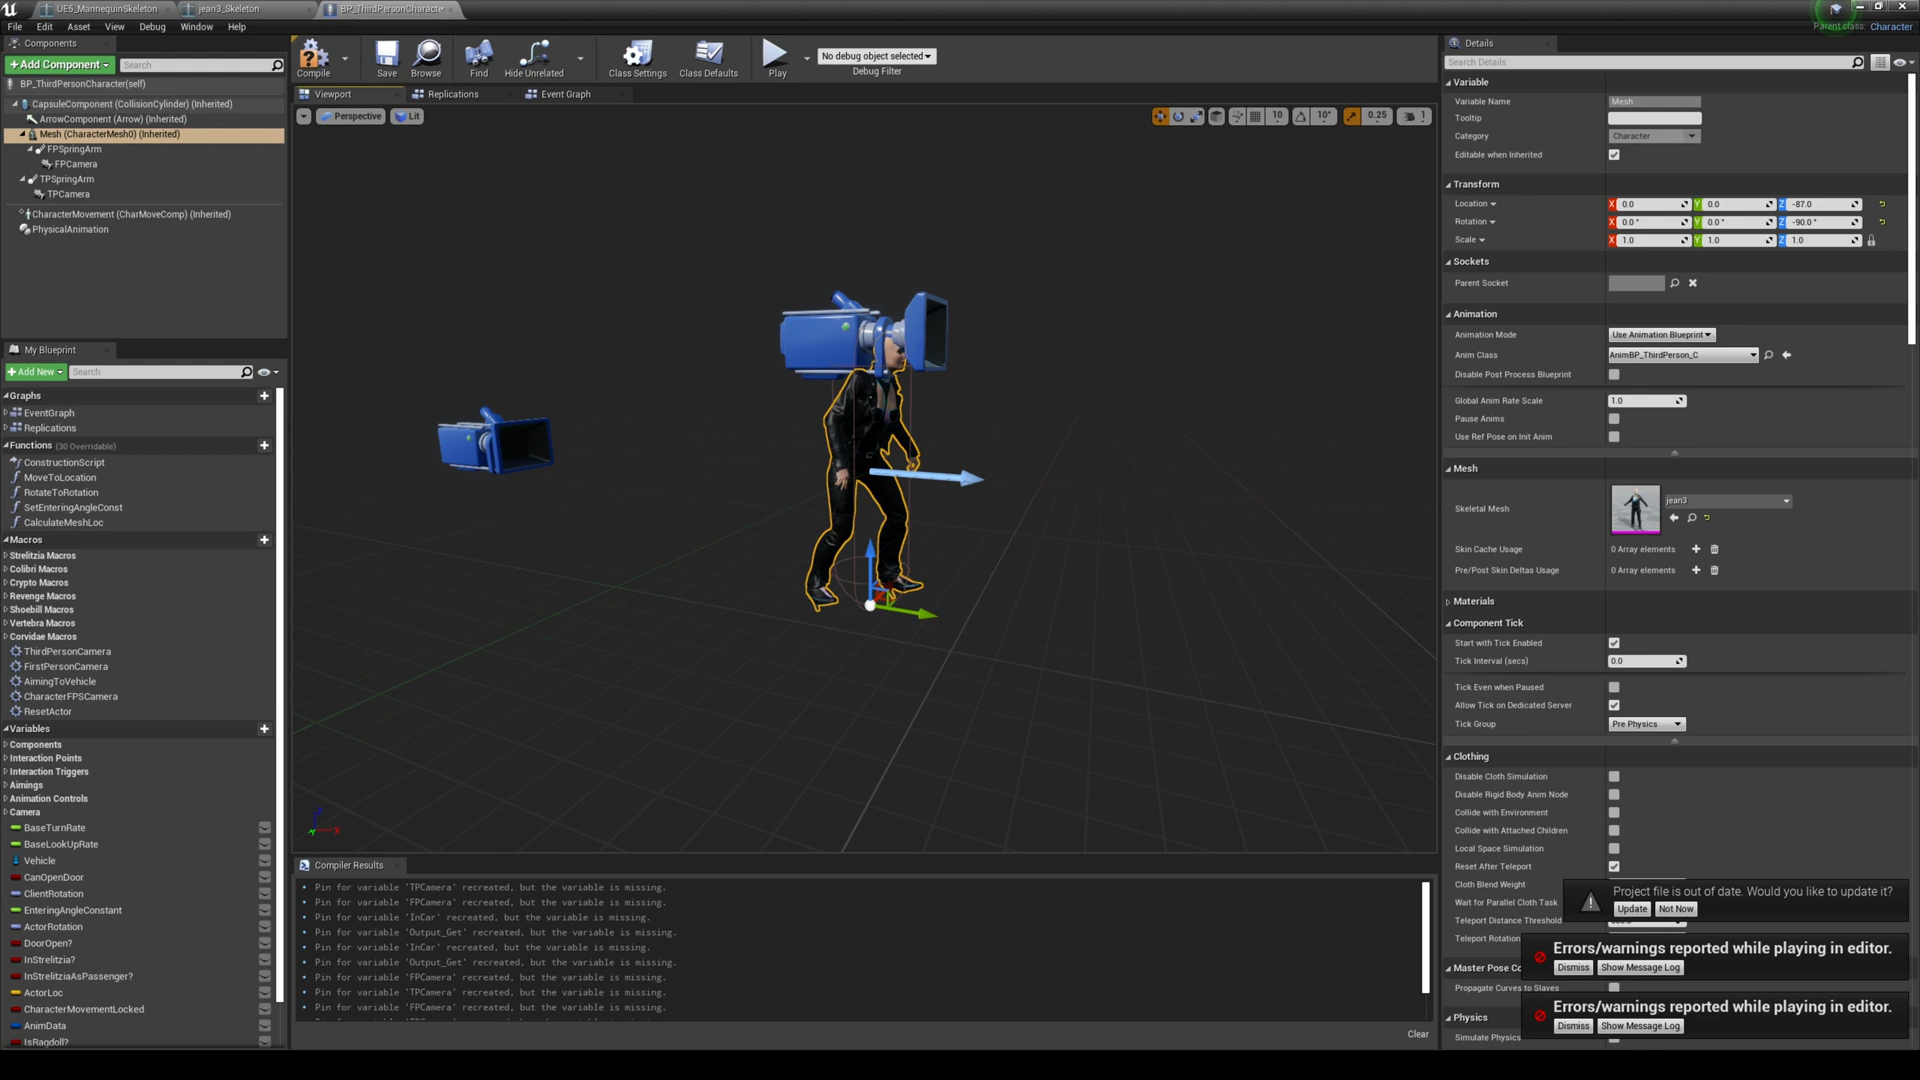 UE5_MannequinSkeleton
jean3_Skeleton
BP_ThirdPersonCharacte*
File Edit Asset View Debug Window Help
Parent class: Character
Components
+Add Component
Search
BP_ThirdPersonCharacter(self)
CapsuleComponent (CollisionCylinder) (Inherited)
ArrowComponent (Arrow) (Inherited)
Mesh (CharacterMesh0) (Inherited)
FPSpringArm
FPCamera
TPSpringArm
TPCamera
CharacterMovement (CharMoveComp) (Inherited)
PhysicalAnimation
My Blueprint
+Add New
Search
Graphs
EventGraph
Replications
Functions (30 Overridable)
ConstructionScript
MoveToLocation
RotateToRotation
SetEnteringAngleConst
CalculateMeshLoc
Macros
Strelitzia Macros
Colibri Macros
Crypto Macros
Revenge Macros
Shoebill Macros
Vertebra Macros
Corvidae Macros
ThirdPersonCamera
FirstPersonCamera
AimingToVehicle
CharacterFPSCamera
ResetActor
Variables
Components
Interaction Points
Interaction Triggers
Aimings
Animation Controls
Camera
BaseTurnRate
BaseLookUpRate
Vehicle
CanOpenDoor
ClientRotation
EnteringAngleConstant
ActorRotation
DoorOpen?
InStrelitzia?
InStrelitziaAsPassenger?
ActorLoc
CharacterMovementLocked
AnimData
IsRagdoll?
Compile
Save
Browse
Find
Hide Unrelated
Class Settings
Class Defaults
Play
No debug object selected
Debug Filter
Viewport
Replications
Event Graph
Perspective
Lit
10
10°
0.25
1
X
Compiler Results
• Pin for variable 'TPCamera' recreated, but the variable is missing.
• Pin for variable 'FPCamera' recreated, but the variable is missing.
• Pin for variable 'InCar' recreated, but the variable is missing.
• Pin for variable 'Output_Get' recreated, but the variable is missing.
• Pin for variable 'InCar' recreated, but the variable is missing.
• Pin for variable 'Output_Get' recreated, but the variable is missing.
• Pin for variable 'FPCamera' recreated, but the variable is missing.
• Pin for variable 'TPCamera' recreated, but the variable is missing.
• Pin for variable 'FPCamera' recreated, but the variable is missing.
Clear
Details
Search Details
Variable
Variable Name Mesh
Tooltip
Category Character
Editable when Inherited
Transform
Location X 0.0 Y 0.0 Z -87.0
Rotation X 0.0 ° Y 0.0 ° Z -90.0 °
Scale X 1.0 Y 1.0 Z 1.0
Sockets
Parent Socket
Animation
Animation Mode Use Animation Blueprint
Anim Class AnimBP_ThirdPerson_C
Disable Post Process Blueprint
Global Anim Rate Scale 1.0
Pause Anims
Use Ref Pose on Init Anim
Mesh
Skeletal Mesh jean3
Skin Cache Usage 0 Array elements
Pre/Post Skin Deltas Usage 0 Array elements
Materials
Component Tick
Start with Tick Enabled
Tick Interval (secs) 0.0
Tick Even when Paused
Allow Tick on Dedicated Server
Tick Group Pre Physics
Clothing
Disable Cloth Simulation
Disable Rigid Body Anim Node
Collide with Environment
Collide with Attached Children
Local Space Simulation
Reset After Teleport
Cloth Blend Weight
Wait for Parallel Cloth Task
Teleport Distance Threshold
Teleport Rotation
Master Pose Co
Propagate Curves to Slaves
Physics
Simulate Physics
Project file is out of date. Would you like to update it?
Update Not Now
Errors/warnings reported while playing in editor.
Dismiss Show Message Log
Errors/warnings reported while playing in editor.
Dismiss Show Message Log